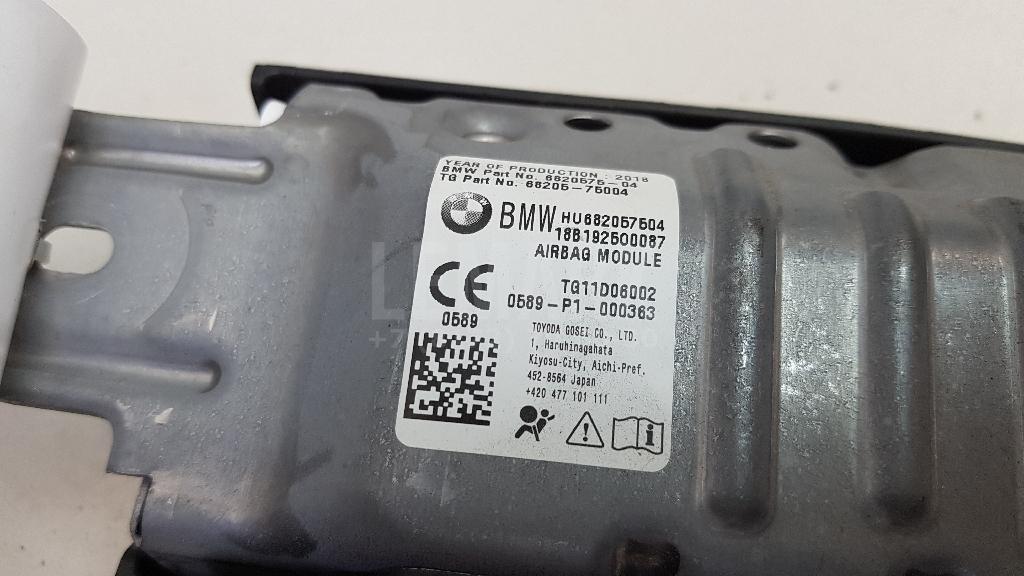 YEAR OF PRODUCTION : 2018
BMW Part No. 6820575-04
TG Part No. 68205-75004
BMW HU682057504
18B192500087
AIRBAG MODULE
TG11D06002
CE 0589-P1-000363
0589
TOYODA GOSEI CO., LTD.
1, Haruhinagahata
Kiyosu-City, Aichi-Pref.
452-8564 Japan
+420 477 101 111